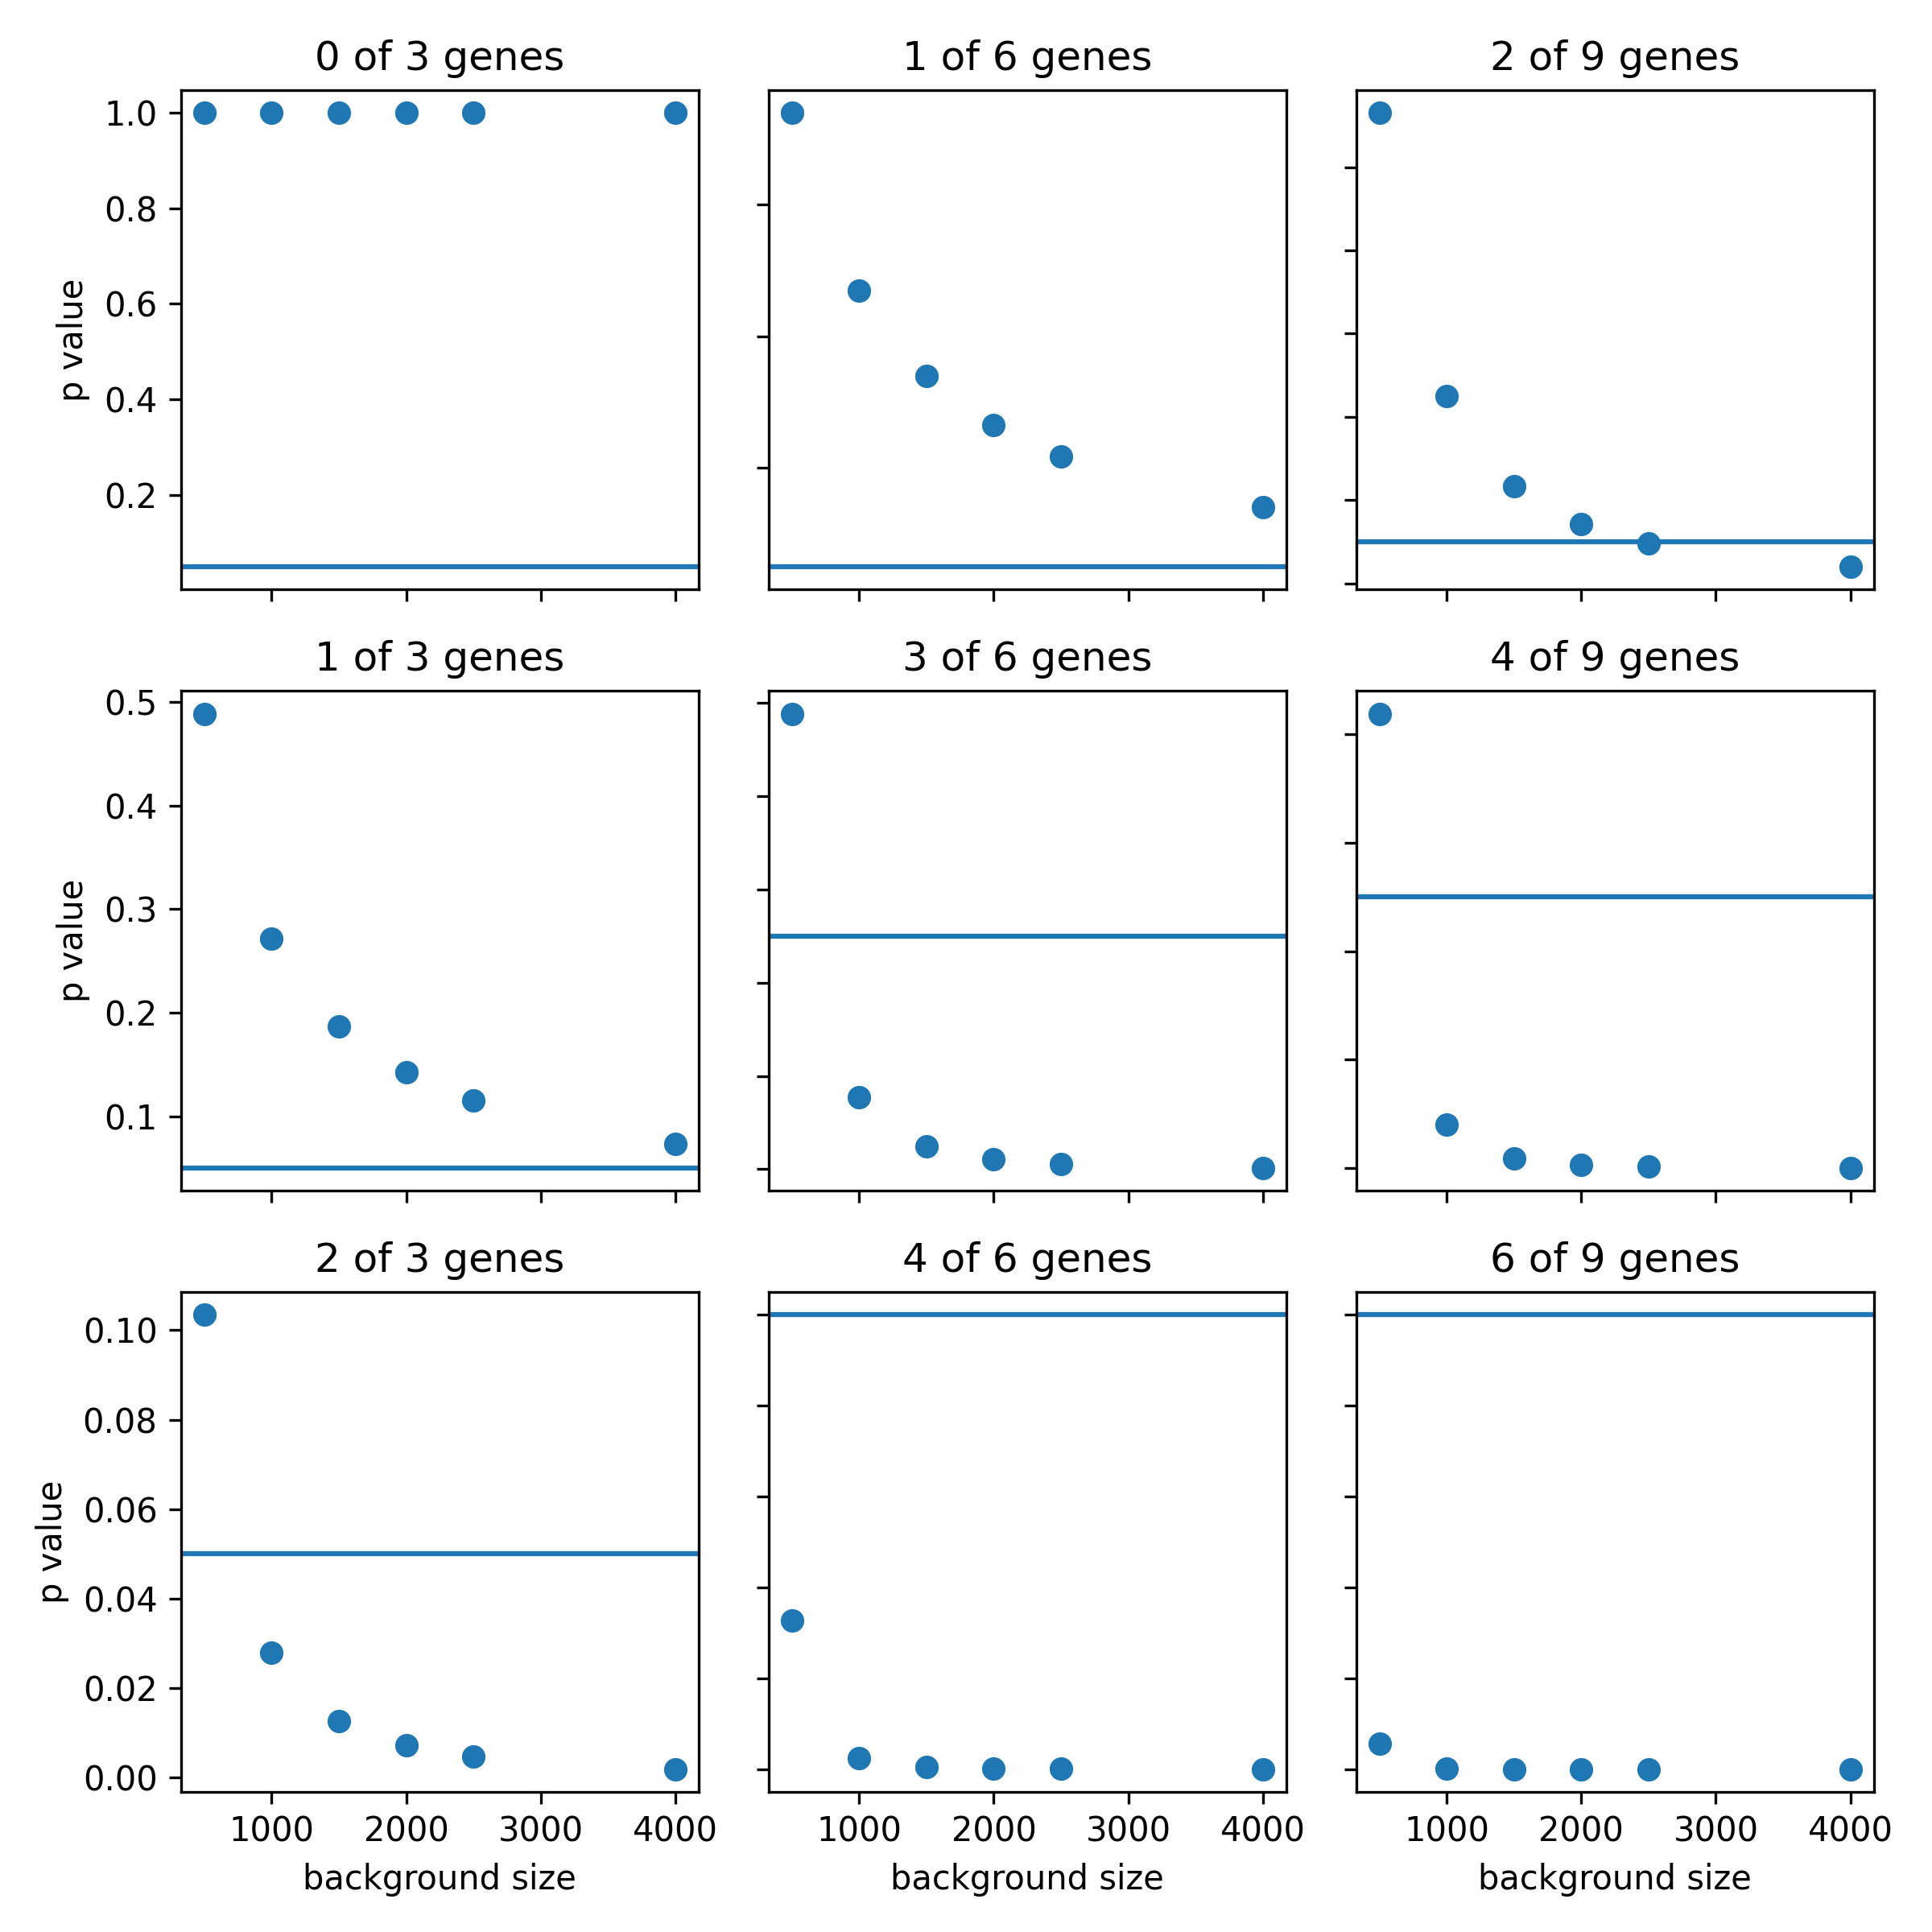 0 of 3 genes
1 of 6 genes
2 of 9 genes
1.0
0.8
0.6
0.4
0.2
p value
1 of 3 genes
3 of 6 genes
4 of 9 genes
0.5
0.4
0.3
0.2
0.1
p value
2 of 3 genes
4 of 6 genes
6 of 9 genes
0.10
0.08
0.06
0.04
0.02
0.00
p value
1000 2000 3000 4000
1000 2000 3000 4000
1000 2000 3000 4000
background size
background size
background size